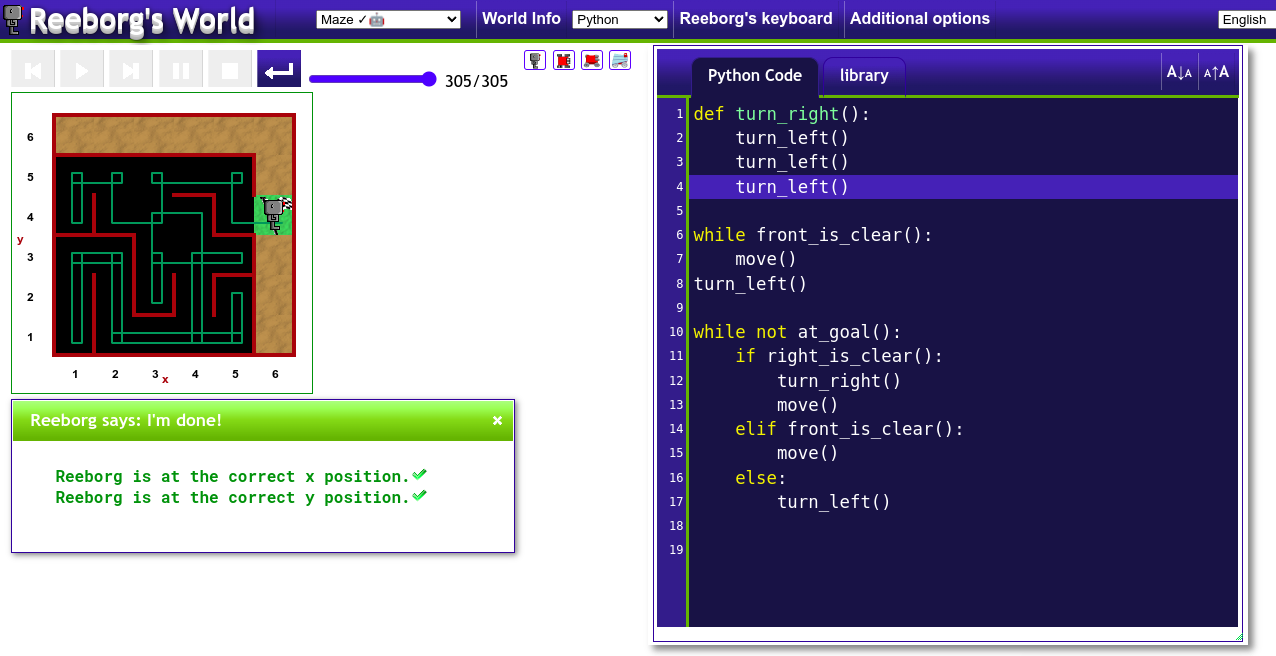 Reeborg's World
Maze ✓🤖
World Info
Python
Reeborg's keyboard
Additional options
English
305/305
6
5
4
3
2
1
y
1 2 3 4 5 6
x
Reeborg says: I'm done!
×
Reeborg is at the correct x position.✓
Reeborg is at the correct y position.✓
Python Code
library
A↓A
A↑A
1 def turn_right():
2     turn_left()
3     turn_left()
4     turn_left()
5
6 while front_is_clear():
7     move()
8 turn_left()
9
10 while not at_goal():
11     if right_is_clear():
12         turn_right()
13         move()
14     elif front_is_clear():
15         move()
16     else:
17         turn_left()
18
19